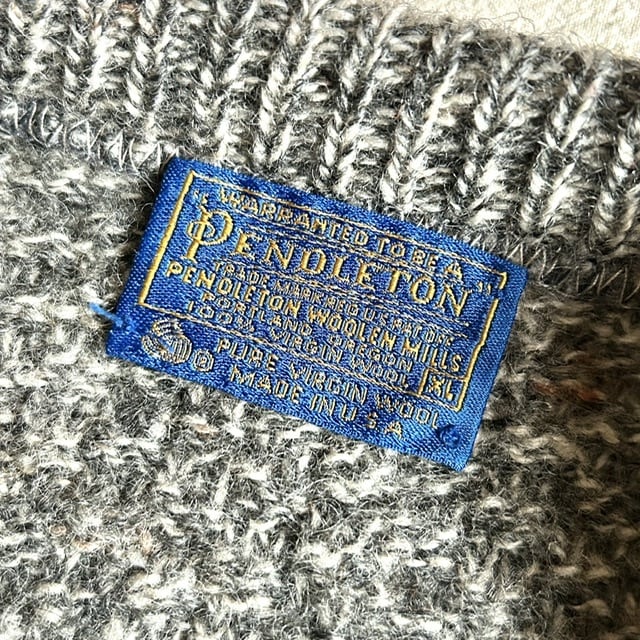 "WARRANTED TO BE A
PENDLETON"
TRADE MARK REG. U.S. PAT. OFF.
PENDLETON WOOLEN MILLS
PORTLAND, OREGON
100% VIRGIN WOOL
XL
PURE VIRGIN WOOL
MADE IN U.S.A